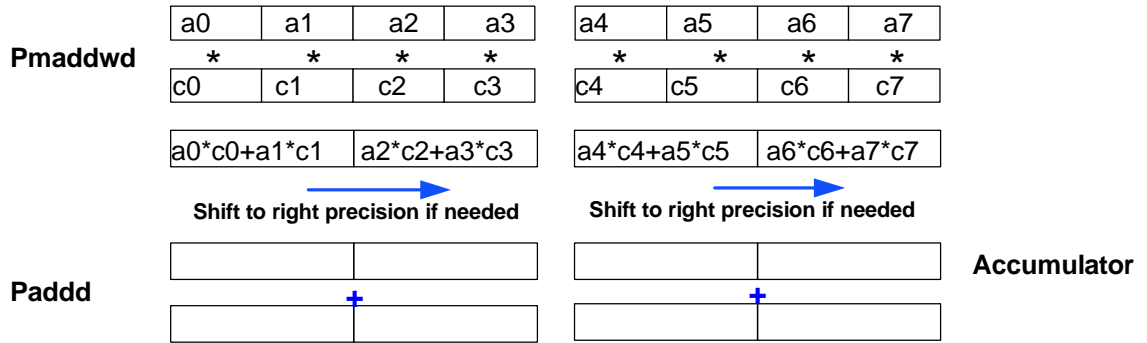 a0 a1 a2 a3 a4 a5 a6 a7
Pmaddwd * * * * * * * *
c0 c1 c2 c3 c4 c5 c6 c7
a0*c0+a1*c1 a2*c2+a3*c3 a4*c4+a5*c5 a6*c6+a7*c7
Shift to right precision if needed Shift to right precision if needed
Accumulator
Paddd + +